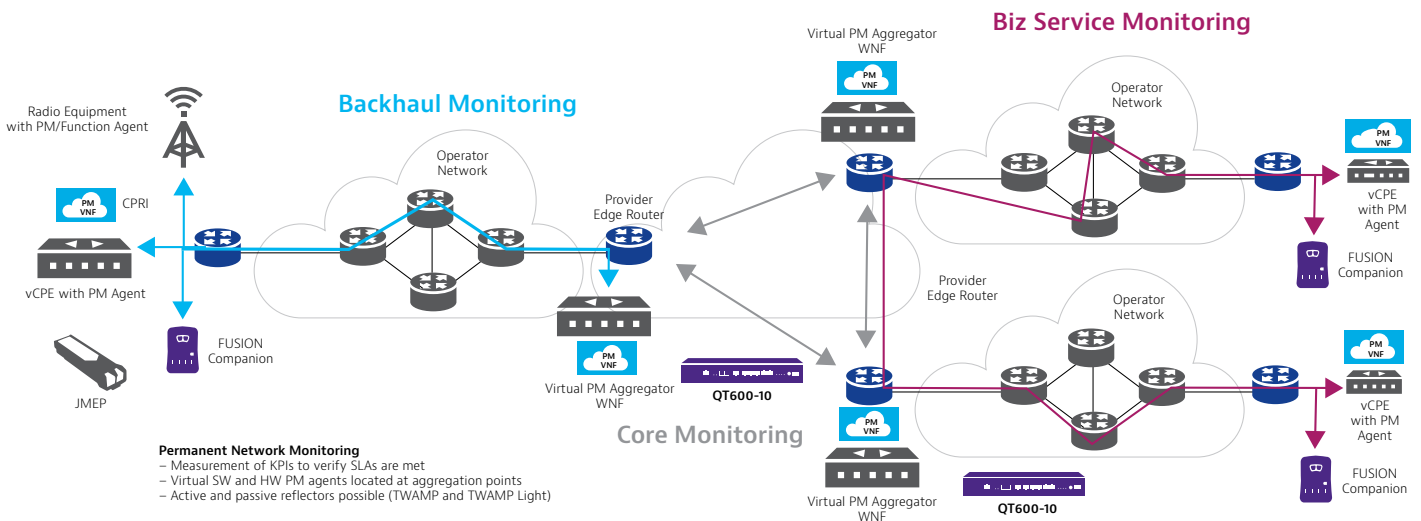 Biz Service Monitoring
Virtual PM Aggregator
WNF
PM
VNF
Operator
Network
PM
VNF
vCPE
with PM
Agent
FUSION
Companion
Backhaul Monitoring
Radio Equipment
with PM/Function Agent
Operator
Network
PM
VNF
CPRI
Provider
Edge Router
vCPE with PM Agent
FUSION
Companion
JMEP
PM
VNF
Virtual PM Aggregator
WNF
QT600-10
Core Monitoring
Provider
Edge Router
Operator
Network
PM
VNF
vCPE
with PM
Agent
FUSION
Companion
PM
VNF
Virtual PM Aggregator
WNF
QT600-10
Permanent Network Monitoring
– Measurement of KPIs to verify SLAs are met
– Virtual SW and HW PM agents located at aggregation points
– Active and passive reflectors possible (TWAMP and TWAMP Light)